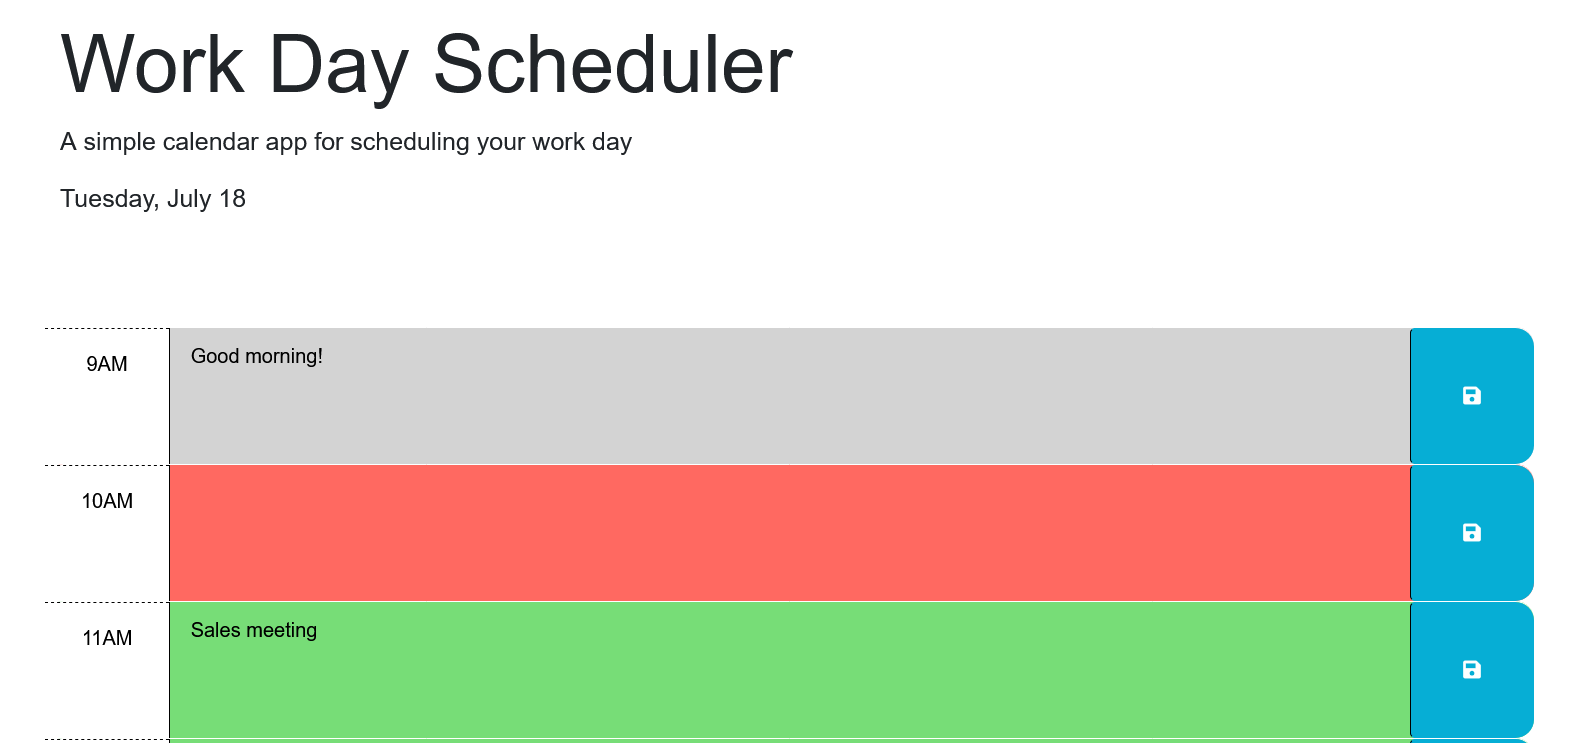 Work Day Scheduler
A simple calendar app for scheduling your work day
Tuesday, July 18
9AM
Good morning!
10AM
11AM
Sales meeting